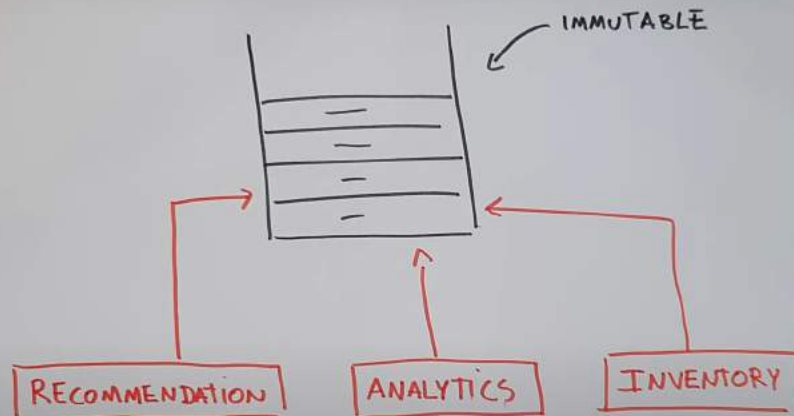 IMMUTABLE
RECOMMENDATION
ANALYTICS
INVENTORY